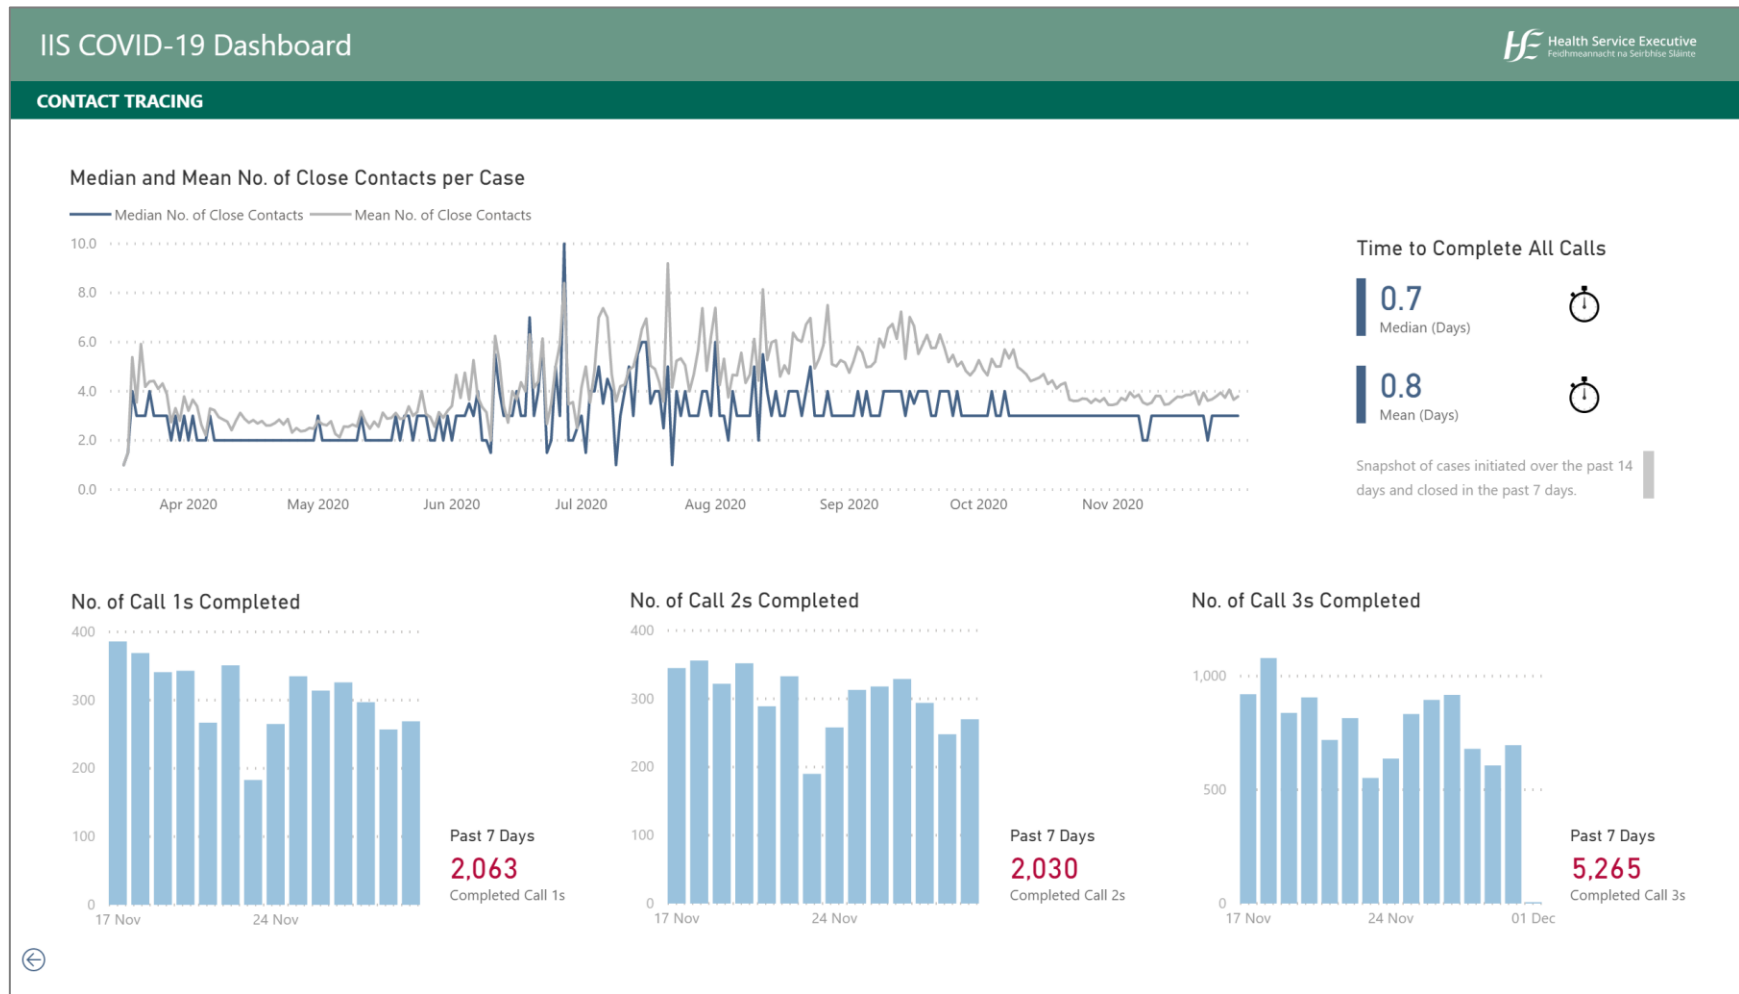 IIS COVID-19 Dashboard
Health Service Executive
Feidhmeannacht na Seirbhíse Sláinte
CONTACT TRACING
Median and Mean No. of Close Contacts per Case
Median No. of Close Contacts
Mean No. of Close Contacts
10.0
8.0
6.0
4.0
2.0
0.0
Apr 2020
May 2020
Jun 2020
Jul 2020
Aug 2020
Sep 2020
Oct 2020
Nov 2020
Time to Complete All Calls
0.7
Median (Days)
0.8
Mean (Days)
Snapshot of cases initiated over the past 14
days and closed in the past 7 days.
No. of Call 1s Completed
400
300
200
100
0
17 Nov
24 Nov
Past 7 Days
2,063
Completed Call 1s
No. of Call 2s Completed
400
300
200
100
0
17 Nov
24 Nov
Past 7 Days
2,030
Completed Call 2s
No. of Call 3s Completed
1,000
500
0
17 Nov
24 Nov
01 Dec
Past 7 Days
5,265
Completed Call 3s